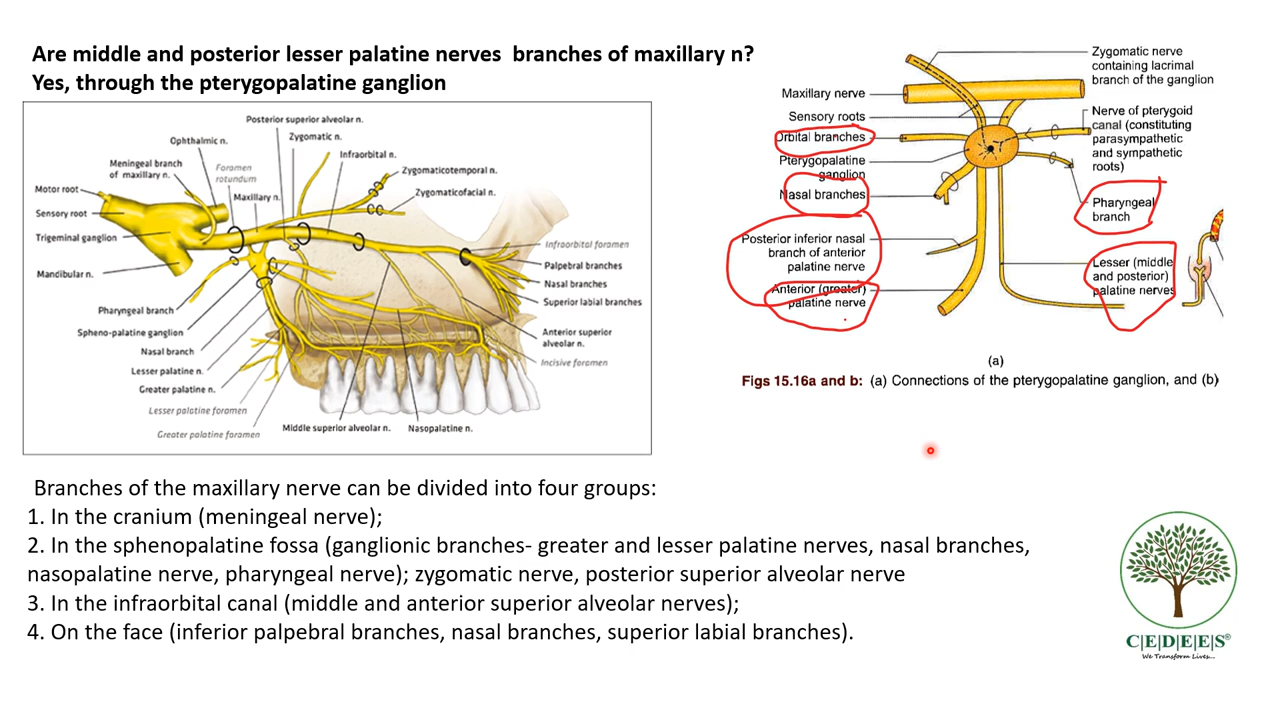 Are middle and posterior lesser palatine nerves branches of maxillary n?
Yes, through the pterygopalatine ganglion
Posterior superior alveolar n.
Ophthalmic n.
Zygomatic n.
Infraorbital n.
Meningeal branch
of maxillary n.
Foramen
rotundum
Zygomaticotemporal n.
Motor root
Maxillary n.
Zygomaticofacial n.
Sensory root
Trigeminal ganglion
Infraorbital foramen
Mandibular n.
Palpebral branches
Nasal branches
Superior labial branches
Pharyngeal branch
Spheno-palatine ganglion
Anterior superior
alveolar n.
Nasal branch
Incisive foramen
Lesser palatine n.
Greater palatine n.
Lesser palatine foramen
Greater palatine foramen
Middle superior alveolar n.
Nasopalatine n.
Zygomatic nerve
containing lacrimal
branch of the ganglion
Maxillary nerve
Sensory roots
Nerve of pterygoid
canal (constituting
parasympathetic
and sympathetic
roots)
Orbital branches
Pterygopalatine
ganglion
Nasal branches
Pharyngeal
branch
Posterior inferior nasal
branch of anterior
palatine nerve
Lesser (middle
and posterior)
palatine nerves
Anterior (greater)
palatine nerve
(a)
Figs 15.16a and b: (a) Connections of the pterygopalatine ganglion, and (b)
Branches of the maxillary nerve can be divided into four groups:
1. In the cranium (meningeal nerve);
2. In the sphenopalatine fossa (ganglionic branches- greater and lesser palatine nerves, nasal branches,
nasopalatine nerve, pharyngeal nerve); zygomatic nerve, posterior superior alveolar nerve
3. In the infraorbital canal (middle and anterior superior alveolar nerves);
4. On the face (inferior palpebral branches, nasal branches, superior labial branches).
C|E|D|E|E|S®
We Transform Lives...